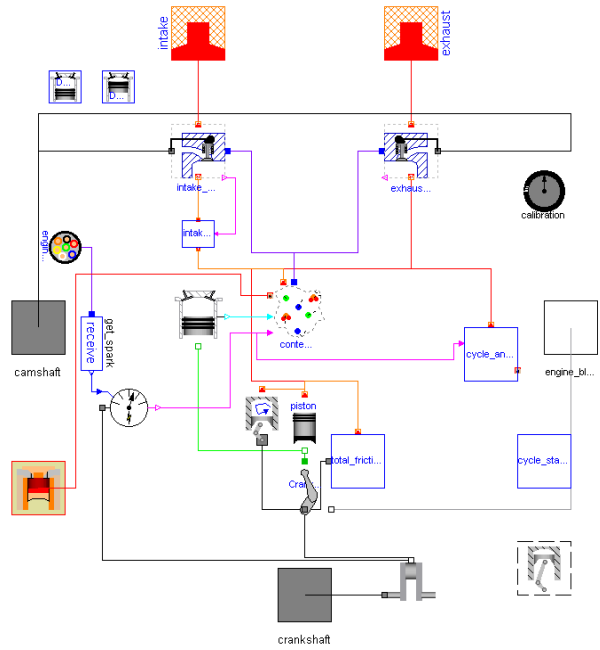 intake
exhaust
D...
D...
intake_...
exhaus...
calibration
engin...
intak...
receive
get_spark
conte...
cycle_an...
camshaft
engine_bl...
piston
total_fricti...
cycle_sta...
Cran...
crankshaft